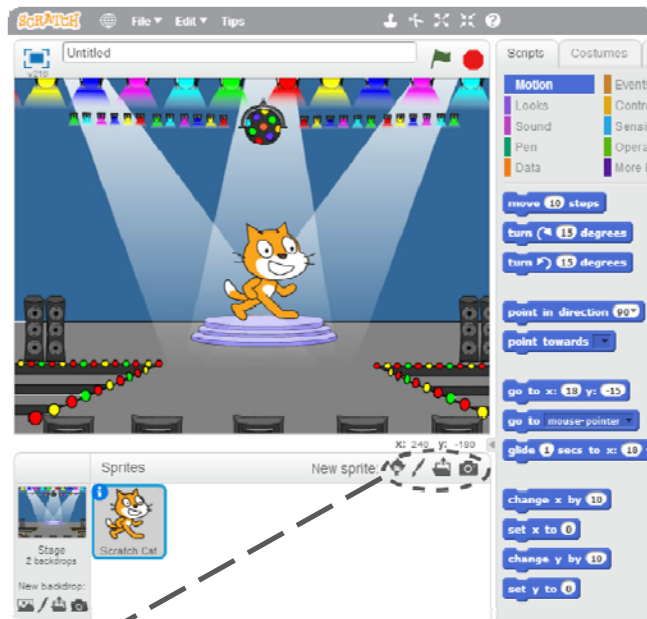 SCRATCH File Edit Tips
x210
Untitled
Scripts Costumes
Motion Events
Looks
Sound
Pen
Data More
move 10 steps
turn 15 degrees
turn 15 degrees
point in direction 90
point towards
go to x: 18 y: -15
go to mouse-pointer
glide 1 secs to x: 18
change x by 10
set x to 0
change y by 10
set y to 0
x: 240 y: -180
Sprites New sprite:
Stage
2 backdrops
Scratch Cat
New backdrop: